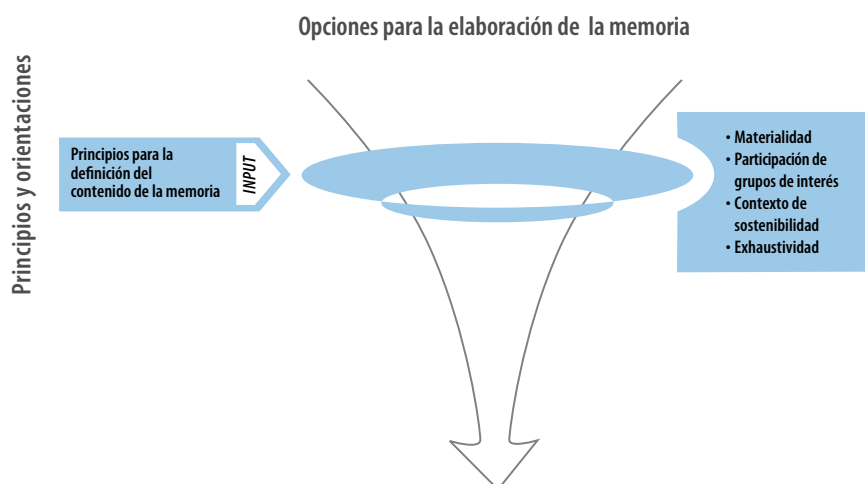 Opciones para la elaboración de la memoria
Principios y orientaciones
Principios para la
definición del
contenido de la memoria
INPUT
• Materialidad
• Participación de
grupos de interés
• Contexto de
sostenibilidad
• Exhaustividad